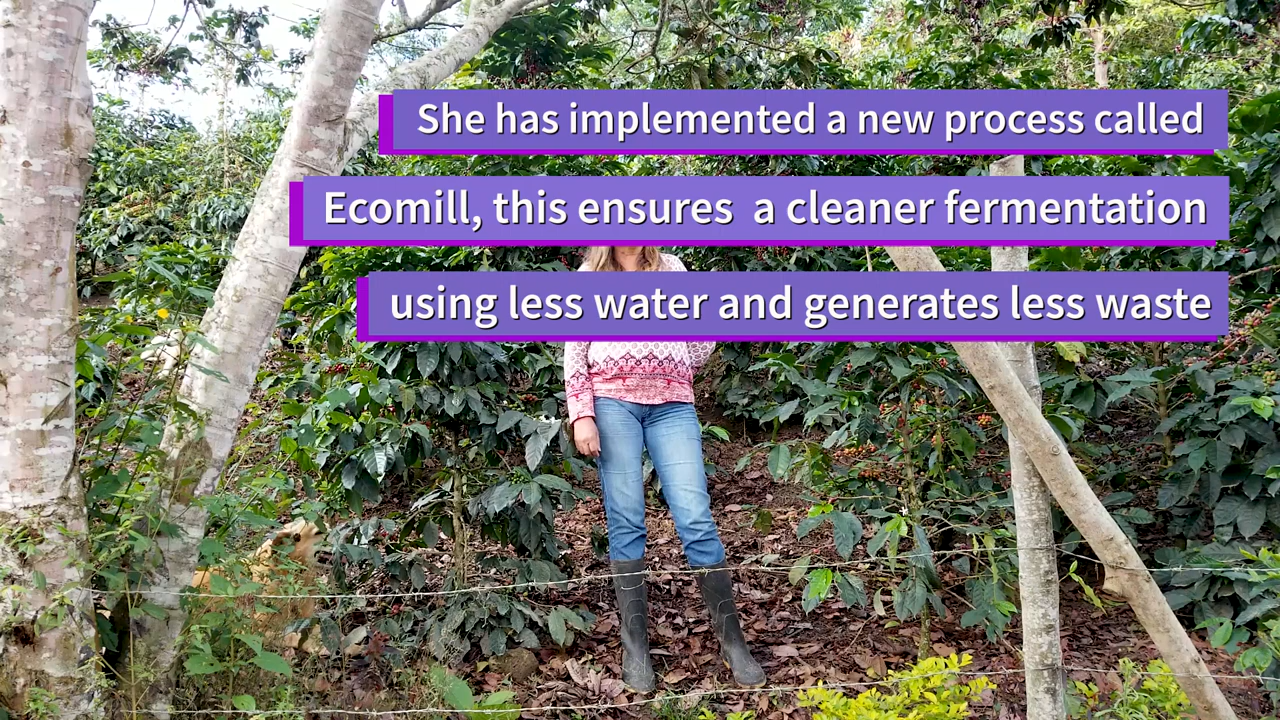 She has implemented a new process called
Ecomill, this ensures  a cleaner fermentation
using less water and generates less waste